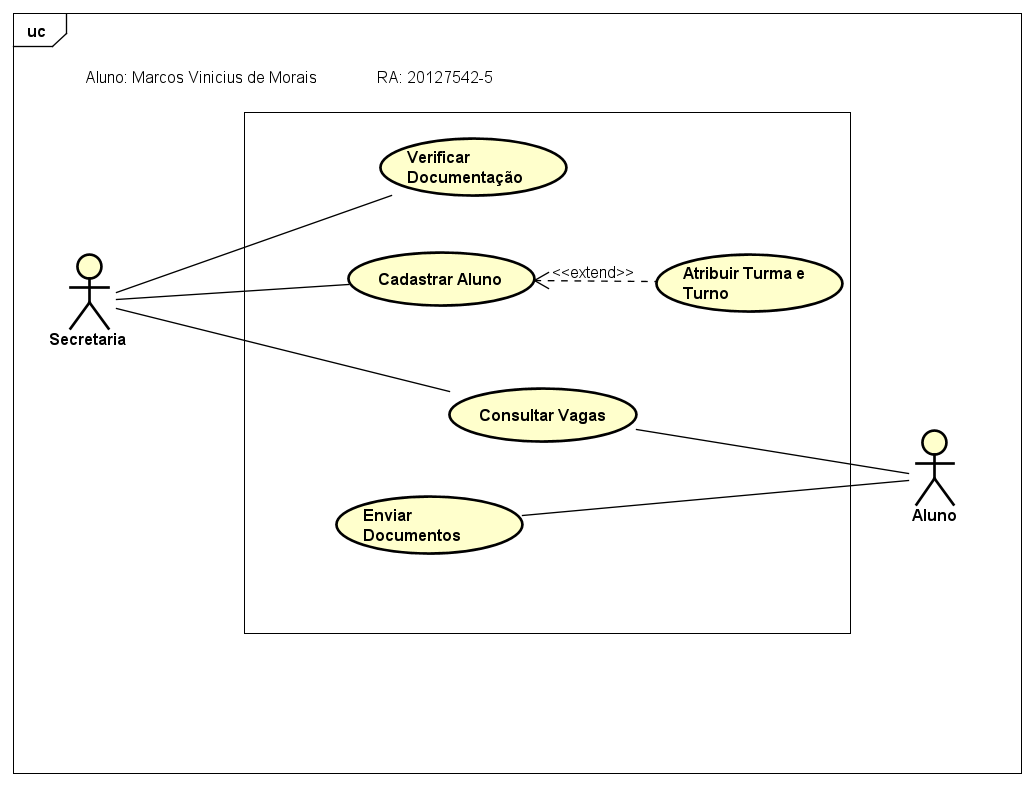 uc
Aluno: Marcos Vinicius de Morais RA: 20127542-5
Verificar
Documentação
Cadastrar Aluno
<<extend>>
Atribuir Turma e
Turno
Secretaria
Consultar Vagas
Aluno
Enviar
Documentos